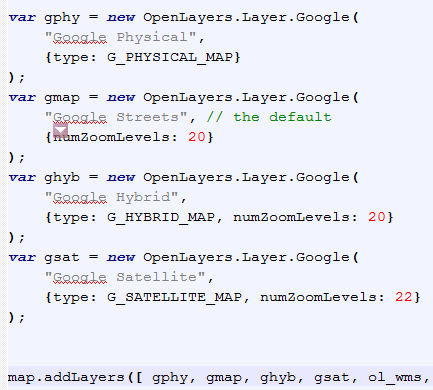 var gphy = new OpenLayers.Layer.Google(
"Google Physical",
{type: G_PHYSICAL_MAP}
);
var gmap = new OpenLayers.Layer.Google(
"Google Streets", // the default
{numZoomLevels: 20}
);
var ghyb = new OpenLayers.Layer.Google(
"Google Hybrid",
{type: G_HYBRID_MAP, numZoomLevels: 20}
);
var gsat = new OpenLayers.Layer.Google(
"Google Satellite",
{type: G_SATELLITE_MAP, numZoomLevels: 22}
);
map.addLayers([ gphy, gmap, ghyb, gsat, ol_wms,